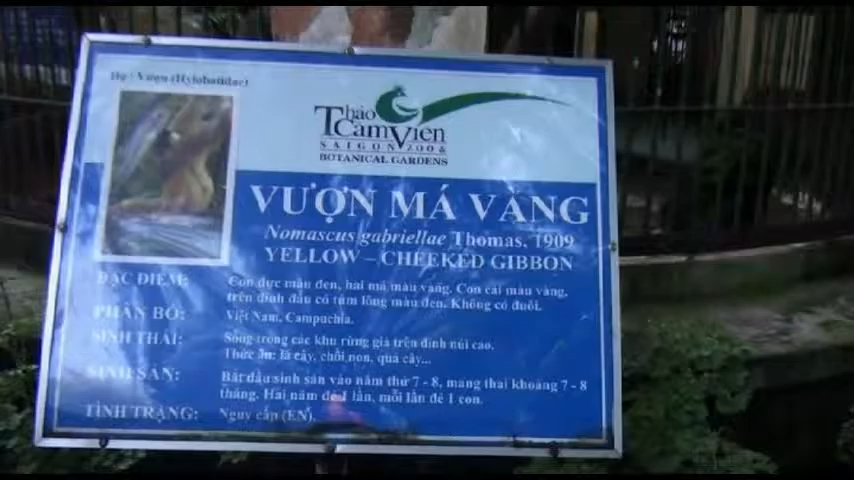 Họ: Vượn (Hylobatidae)
Thảo
Cầm Viên
SAIGON ZOO &
BOTANICAL GARDENS
VƯỢN MÁ VÀNG
Nomascus gabriellae Thomas, 1909
YELLOW – CHEEKED GIBBON
ĐẶC ĐIỂM: Con đực màu đen, hai má màu vàng. Con cái màu vàng,
trên đỉnh đầu có túm lông màu đen. Không có đuôi.
PHÂN BỐ: Việt Nam, Campuchia.
SINH THÁI: Sống trong các khu rừng già trên đỉnh núi cao.
Thức ăn: lá cây, chồi non, quả cây...
SINH SẢN: Bắt đầu sinh sản vào năm thứ 7 - 8, mang thai khoảng 7 - 8
tháng. Hai năm đẻ 1 lần, mỗi lần đẻ 1 con.
TÌNH TRẠNG: Nguy cấp (EN).